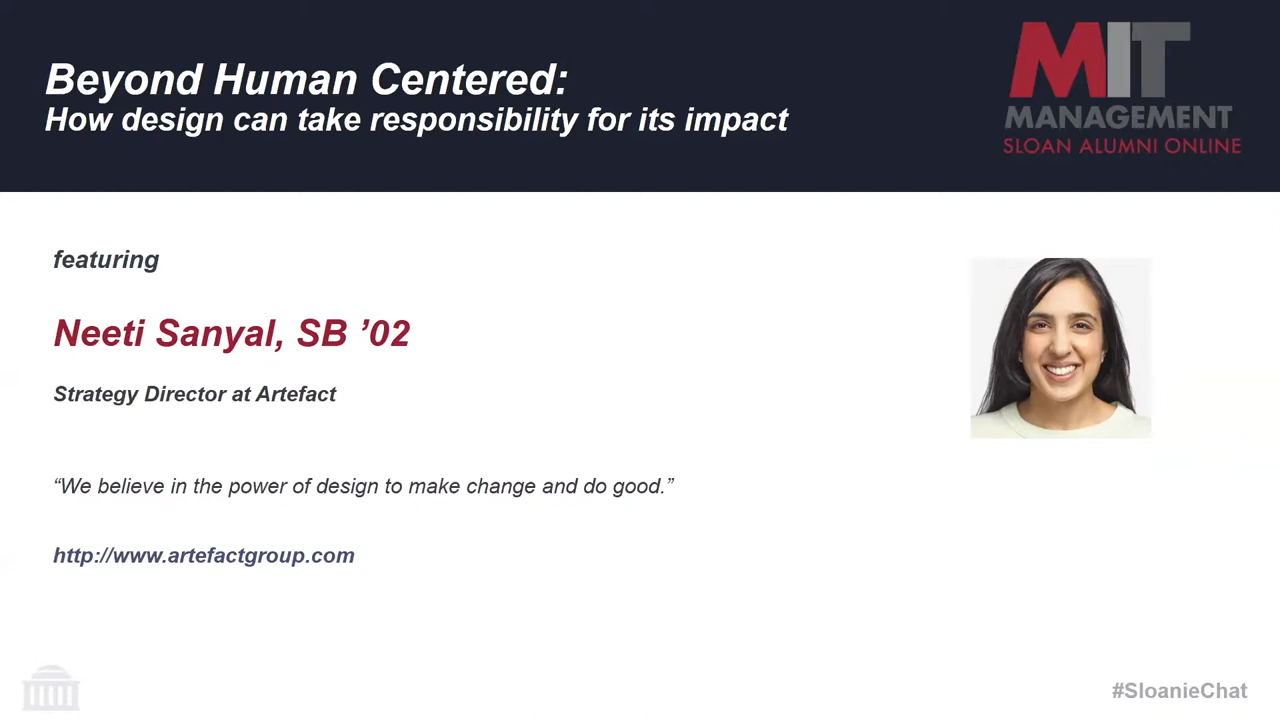 Beyond Human Centered:
How design can take responsibility for its impact
MIT
MANAGEMENT
SLOAN ALUMNI ONLINE
featuring
Neeti Sanyal, SB ’02
Strategy Director at Artefact
“We believe in the power of design to make change and do good.”
http://www.artefactgroup.com
#SloanieChat